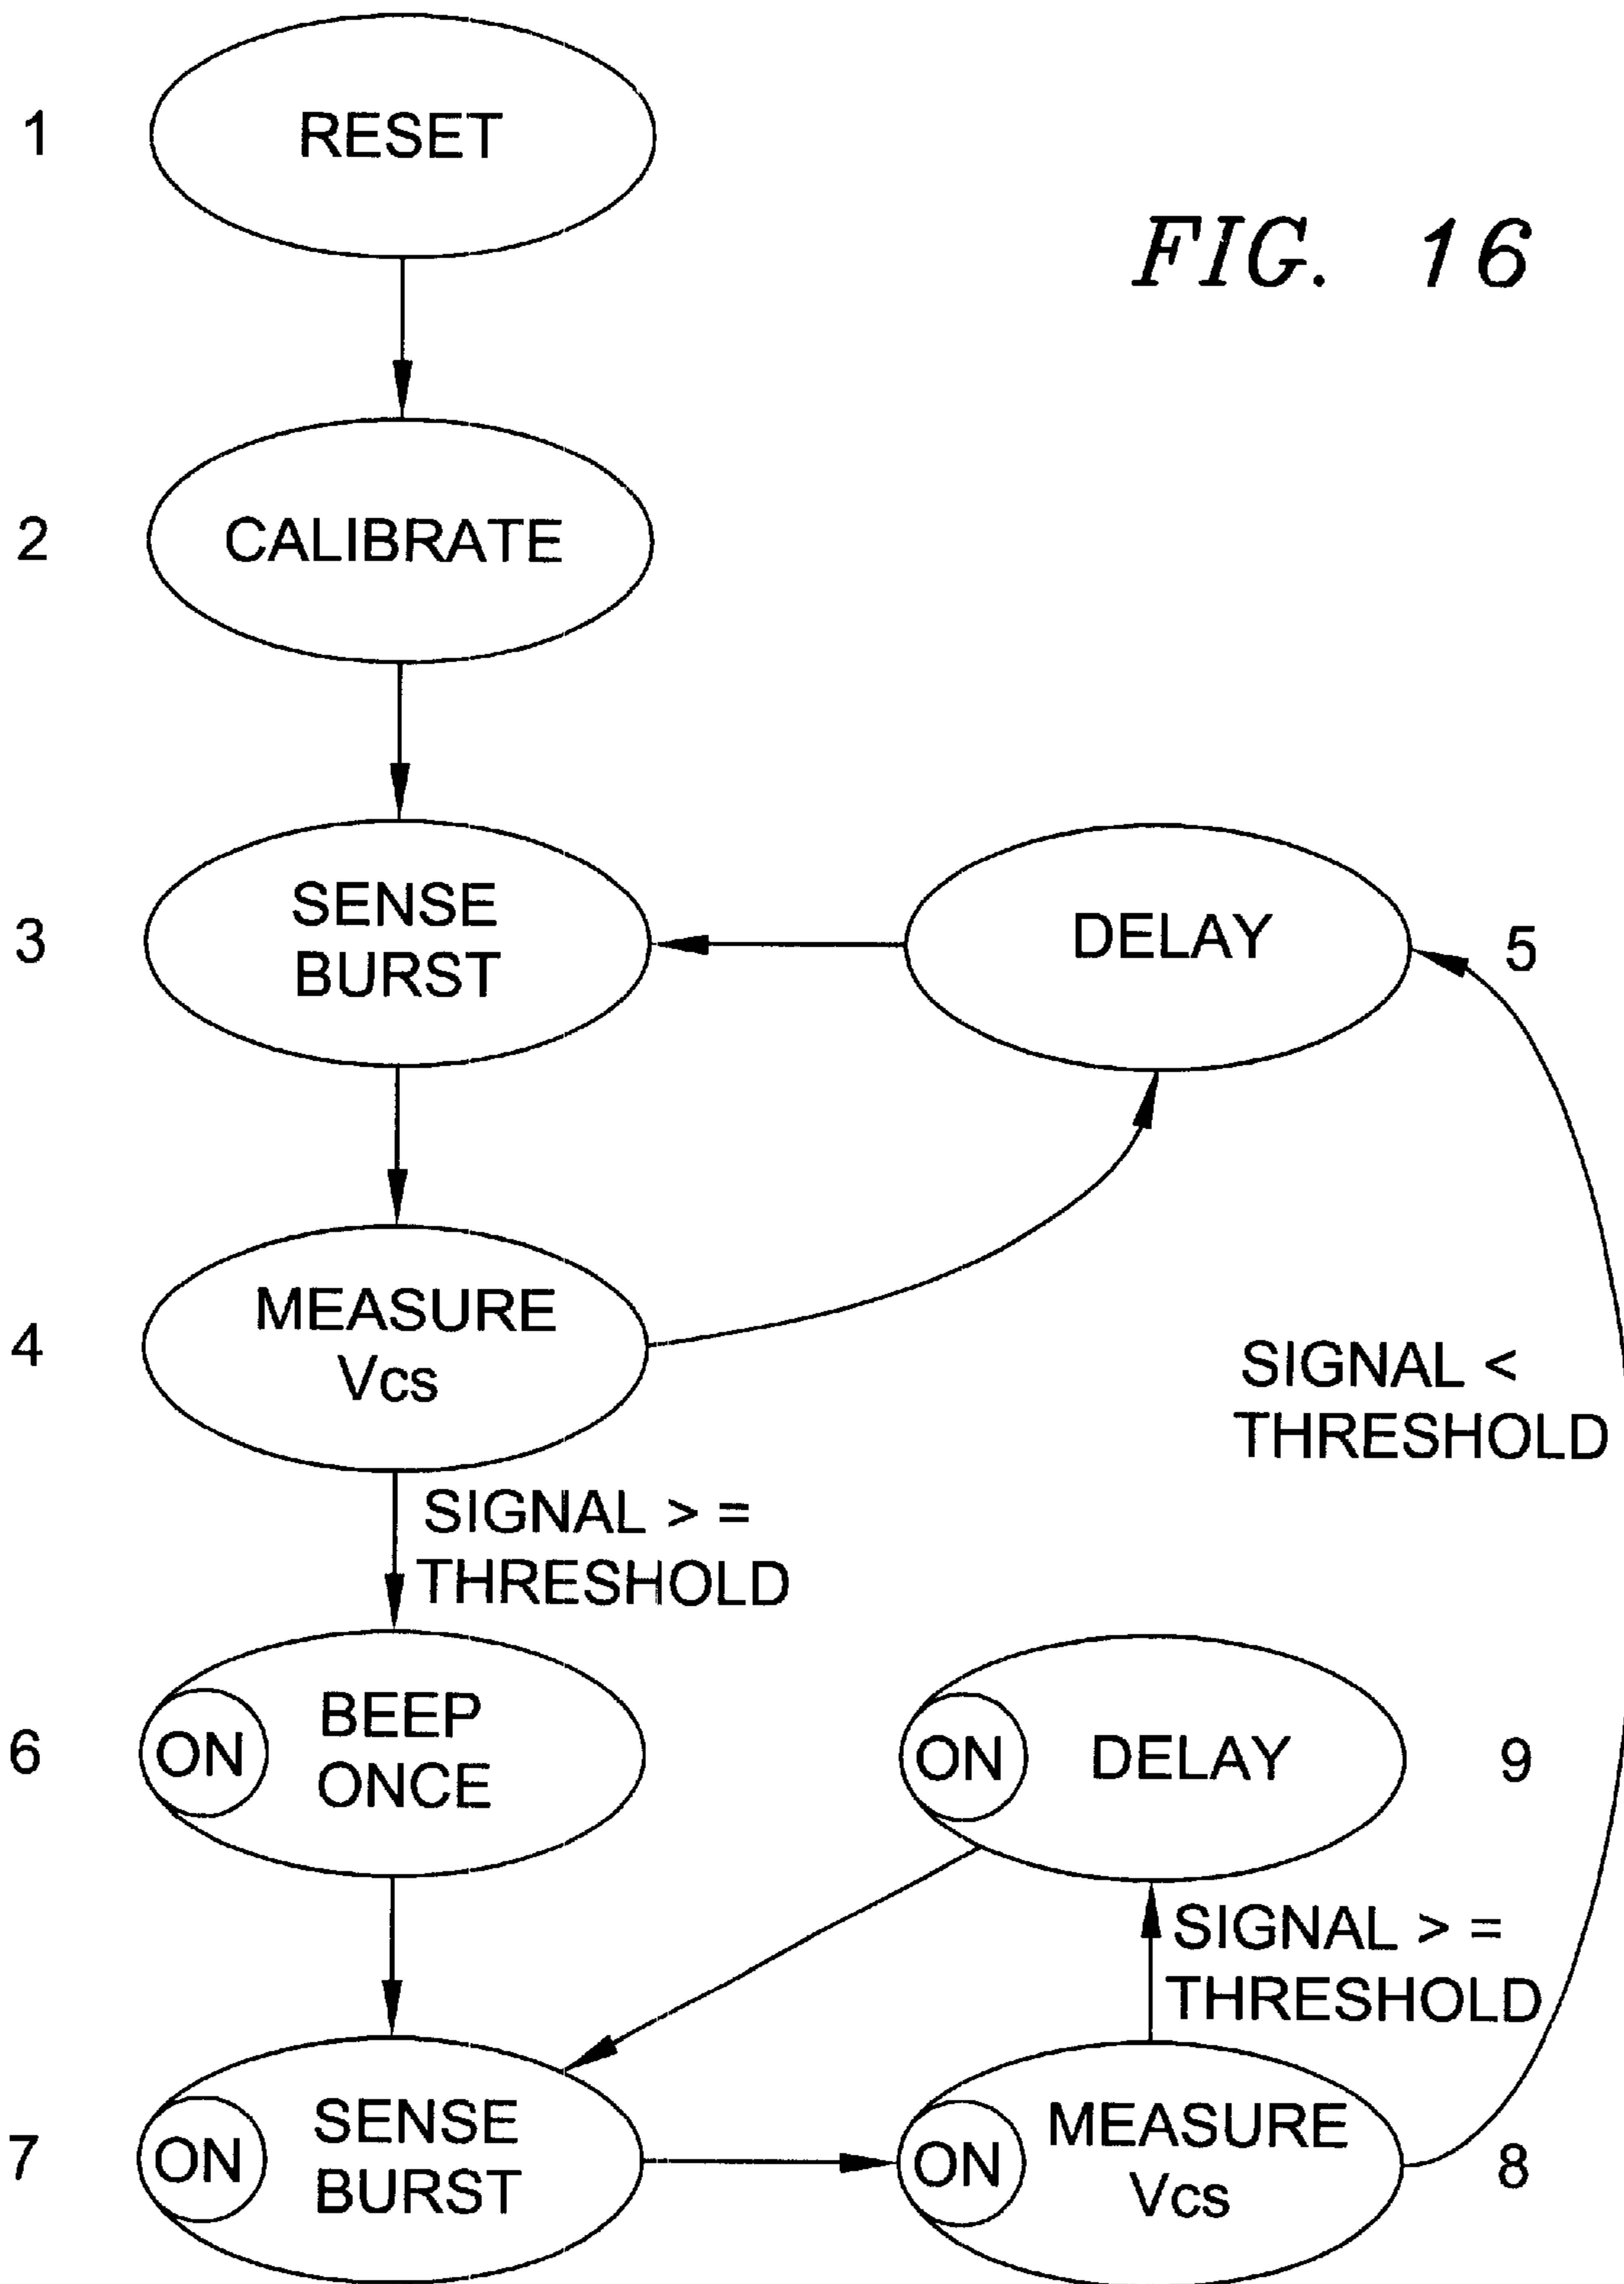 1
RESET
FIG. 16
2
CALIBRATE
3
SENSE
BURST
DELAY
5
4
MEASURE
Vcs
SIGNAL <
THRESHOLD
SIGNAL > =
THRESHOLD
6
ON
BEEP
ONCE
ON
DELAY
9
SIGNAL > =
THRESHOLD
7
ON
SENSE
BURST
ON
MEASURE
Vcs
8